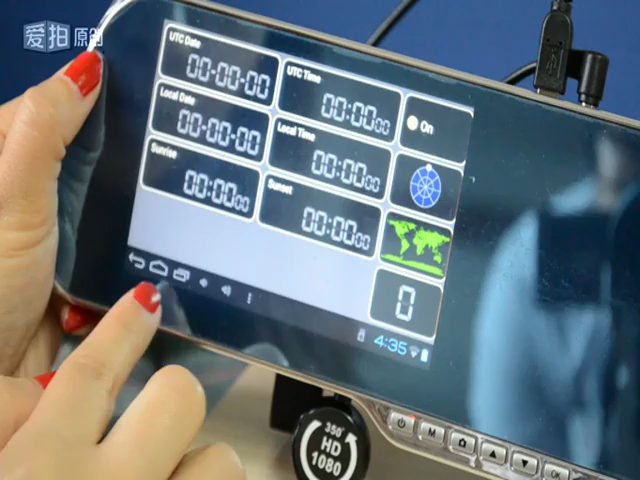 爱拍原创
UTC Date
00-00-00
UTC Time
00:00 00
On
Local Date
00-00-00
Local Time
00:00 00
Sunrise
00:00 00
Sunset
00:00 00
0
4:35
350°
HD
1080
M
OK